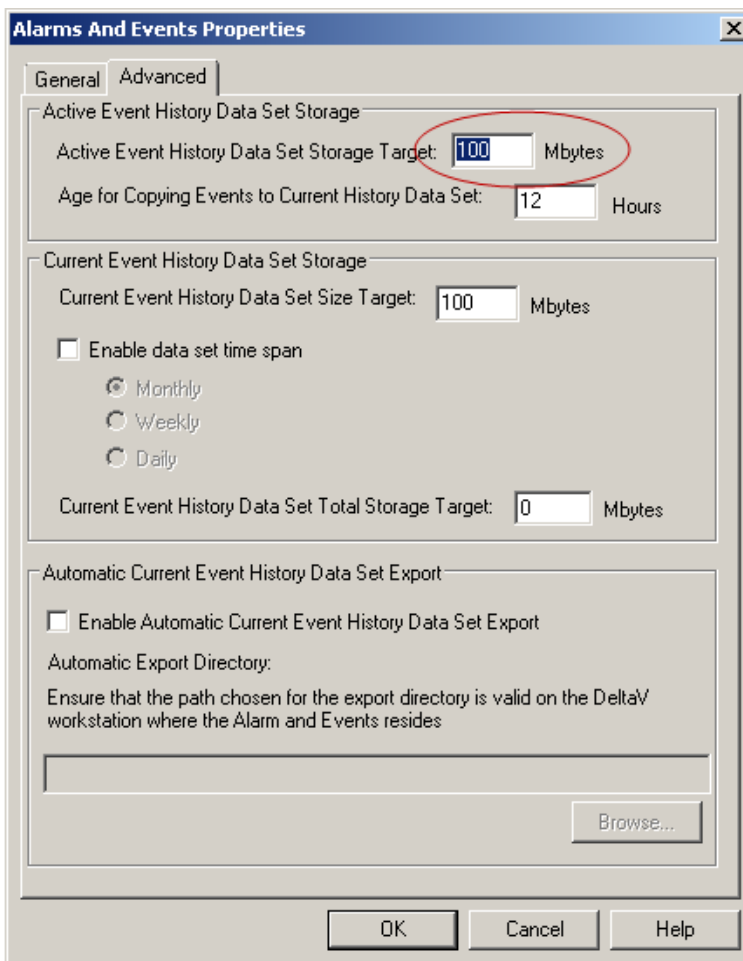 Alarms And Events Properties
General
Advanced
Active Event History Data Set Storage
Active Event History Data Set Storage Target: 100 Mbytes
Age for Copying Events to Current History Data Set: 12 Hours
Current Event History Data Set Storage
Current Event History Data Set Size Target: 100 Mbytes
Enable data set time span
Monthly
Weekly
Daily
Current Event History Data Set Total Storage Target: 0 Mbytes
Automatic Current Event History Data Set Export
Enable Automatic Current Event History Data Set Export
Automatic Export Directory:
Ensure that the path chosen for the export directory is valid on the DeltaV
workstation where the Alarm and Events resides
Browse...
OK Cancel Help